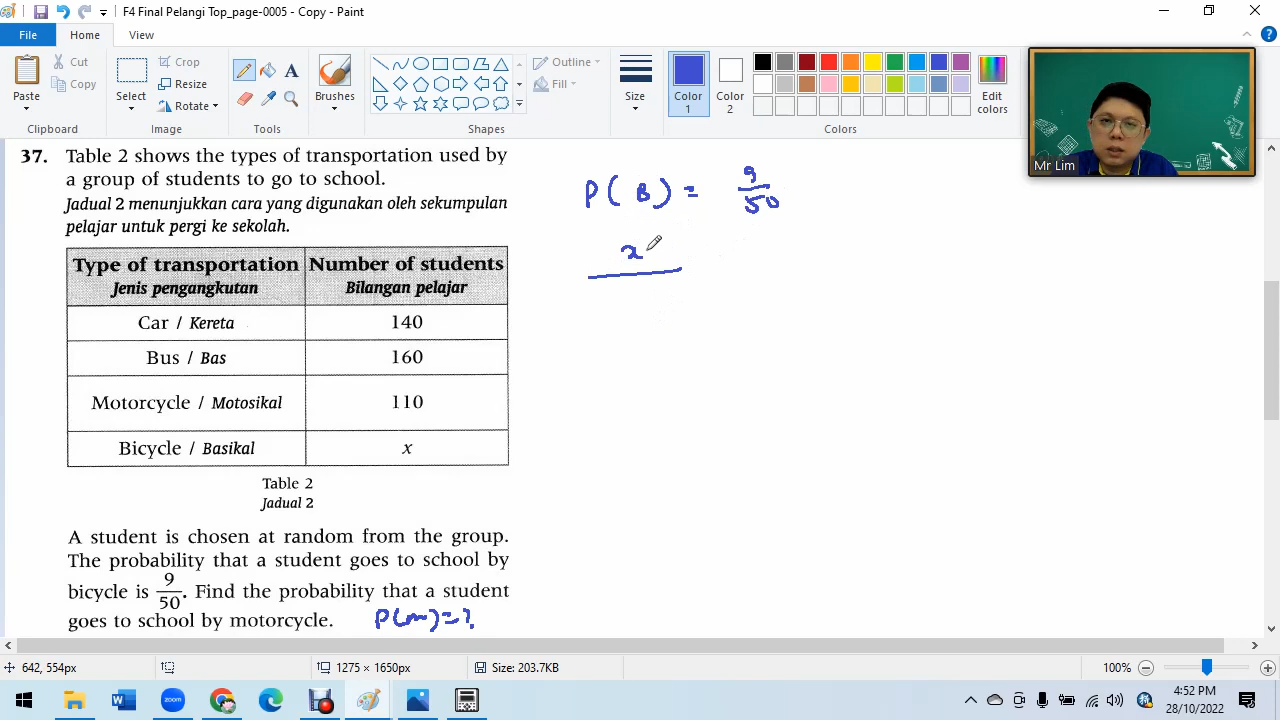 F4 Final Pelangi Top_page-0005 - Copy - Paint
File Home View
Paste Cut Copy Clipboard
Select Crop Resize Rotate Image
A Tools
Brushes
Outline Fill Shapes
Size
Color 1 Color 2 Edit colors Colors
Mr Lim
37. Table 2 shows the types of transportation used by
a group of students to go to school.
Jadual 2 menunjukkan cara yang digunakan oleh sekumpulan
pelajar untuk pergi ke sekolah.
Type of transportation Number of students
Jenis pengangkutan Bilangan pelajar
Car / Kereta 140
Bus / Bas 160
Motorcycle / Motosikal 110
Bicycle / Basikal x
Table 2
Jadual 2
A student is chosen at random from the group.
The probability that a student goes to school by
bicycle is 9/50. Find the probability that a student
goes to school by motorcycle. P(m)=?
P(B) = 9/50
x
642, 554px 1275 × 1650px Size: 203.7KB 100%
zoom
4:52 PM
28/10/2022